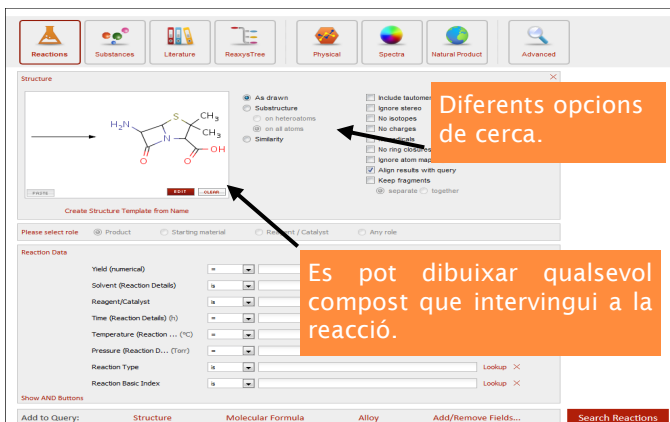 Reactions Substances Literature ReaxysTree Physical Spectra Natural Product Advanced
Structure
As drawn
Substructure
on heteroatoms
on all atoms
Similarity
Include
Ignore stereo
No isotopes
No charges
No ring closures
Ignore atom
Align results with query
Keep fragments
separate together
Diferents opcions
de cerca.
H₂N
S
CH₃
CH₃
N
O
O
OH
EDIT
CLEAR
Create Structure Template from Name
Please select role Product Starting material Reagent / Catalyst Any role
Reaction Data
Yield (numerical) =
Solvent (Reaction Details) is
Reagent/Catalyst is
Time (Reaction Details) (h) =
Temperature (Reaction ... (°C) =
Pressure (Reaction D... (Torr) =
Reaction Type is Lookup
Reaction Basic Index is Lookup
Es pot dibuixar qualsevol
compost que intervingui a la
reacció.
Show AND Buttons
Add to Query: Structure Molecular Formula Alloy Add/Remove Fields... Search Reactions